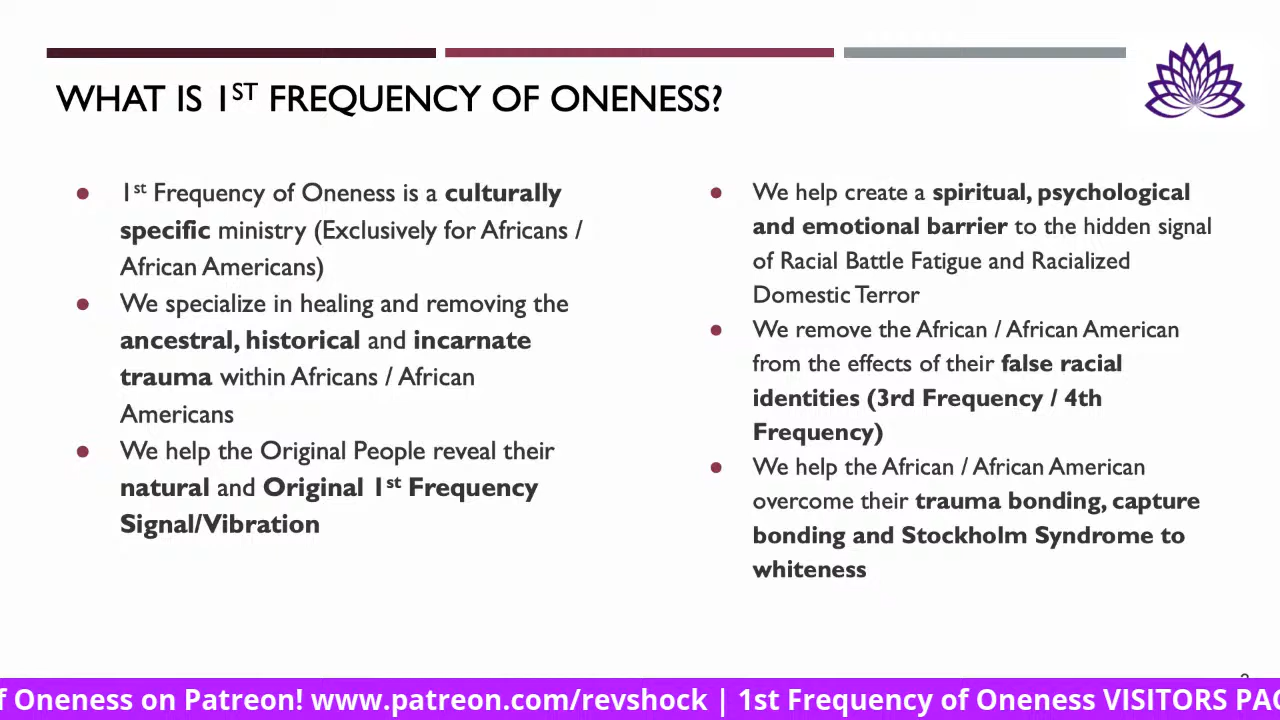 WHAT IS 1ST FREQUENCY OF ONENESS?
● 1st Frequency of Oneness is a culturally
specific ministry (Exclusively for Africans /
African Americans)
● We specialize in healing and removing the
ancestral, historical and incarnate
trauma within Africans / African
Americans
● We help the Original People reveal their
natural and Original 1st Frequency
Signal/Vibration
● We help create a spiritual, psychological
and emotional barrier to the hidden signal
of Racial Battle Fatigue and Racialized
Domestic Terror
● We remove the African / African American
from the effects of their false racial
identities (3rd Frequency / 4th
Frequency)
● We help the African / African American
overcome their trauma bonding, capture
bonding and Stockholm Syndrome to
whiteness
of Oneness on Patreon! www.patreon.com/revshock | 1st Frequency of Oneness VISITORS